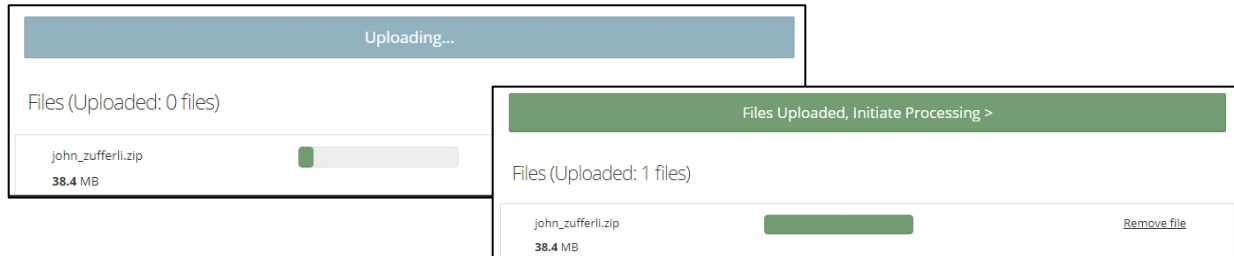 Uploading...
Files (Uploaded: 0 files)
john_zufferli.zip
38.4 MB
Files Uploaded, Initiate Processing >
Files (Uploaded: 1 files)
john_zufferli.zip
Remove file
38.4 MB